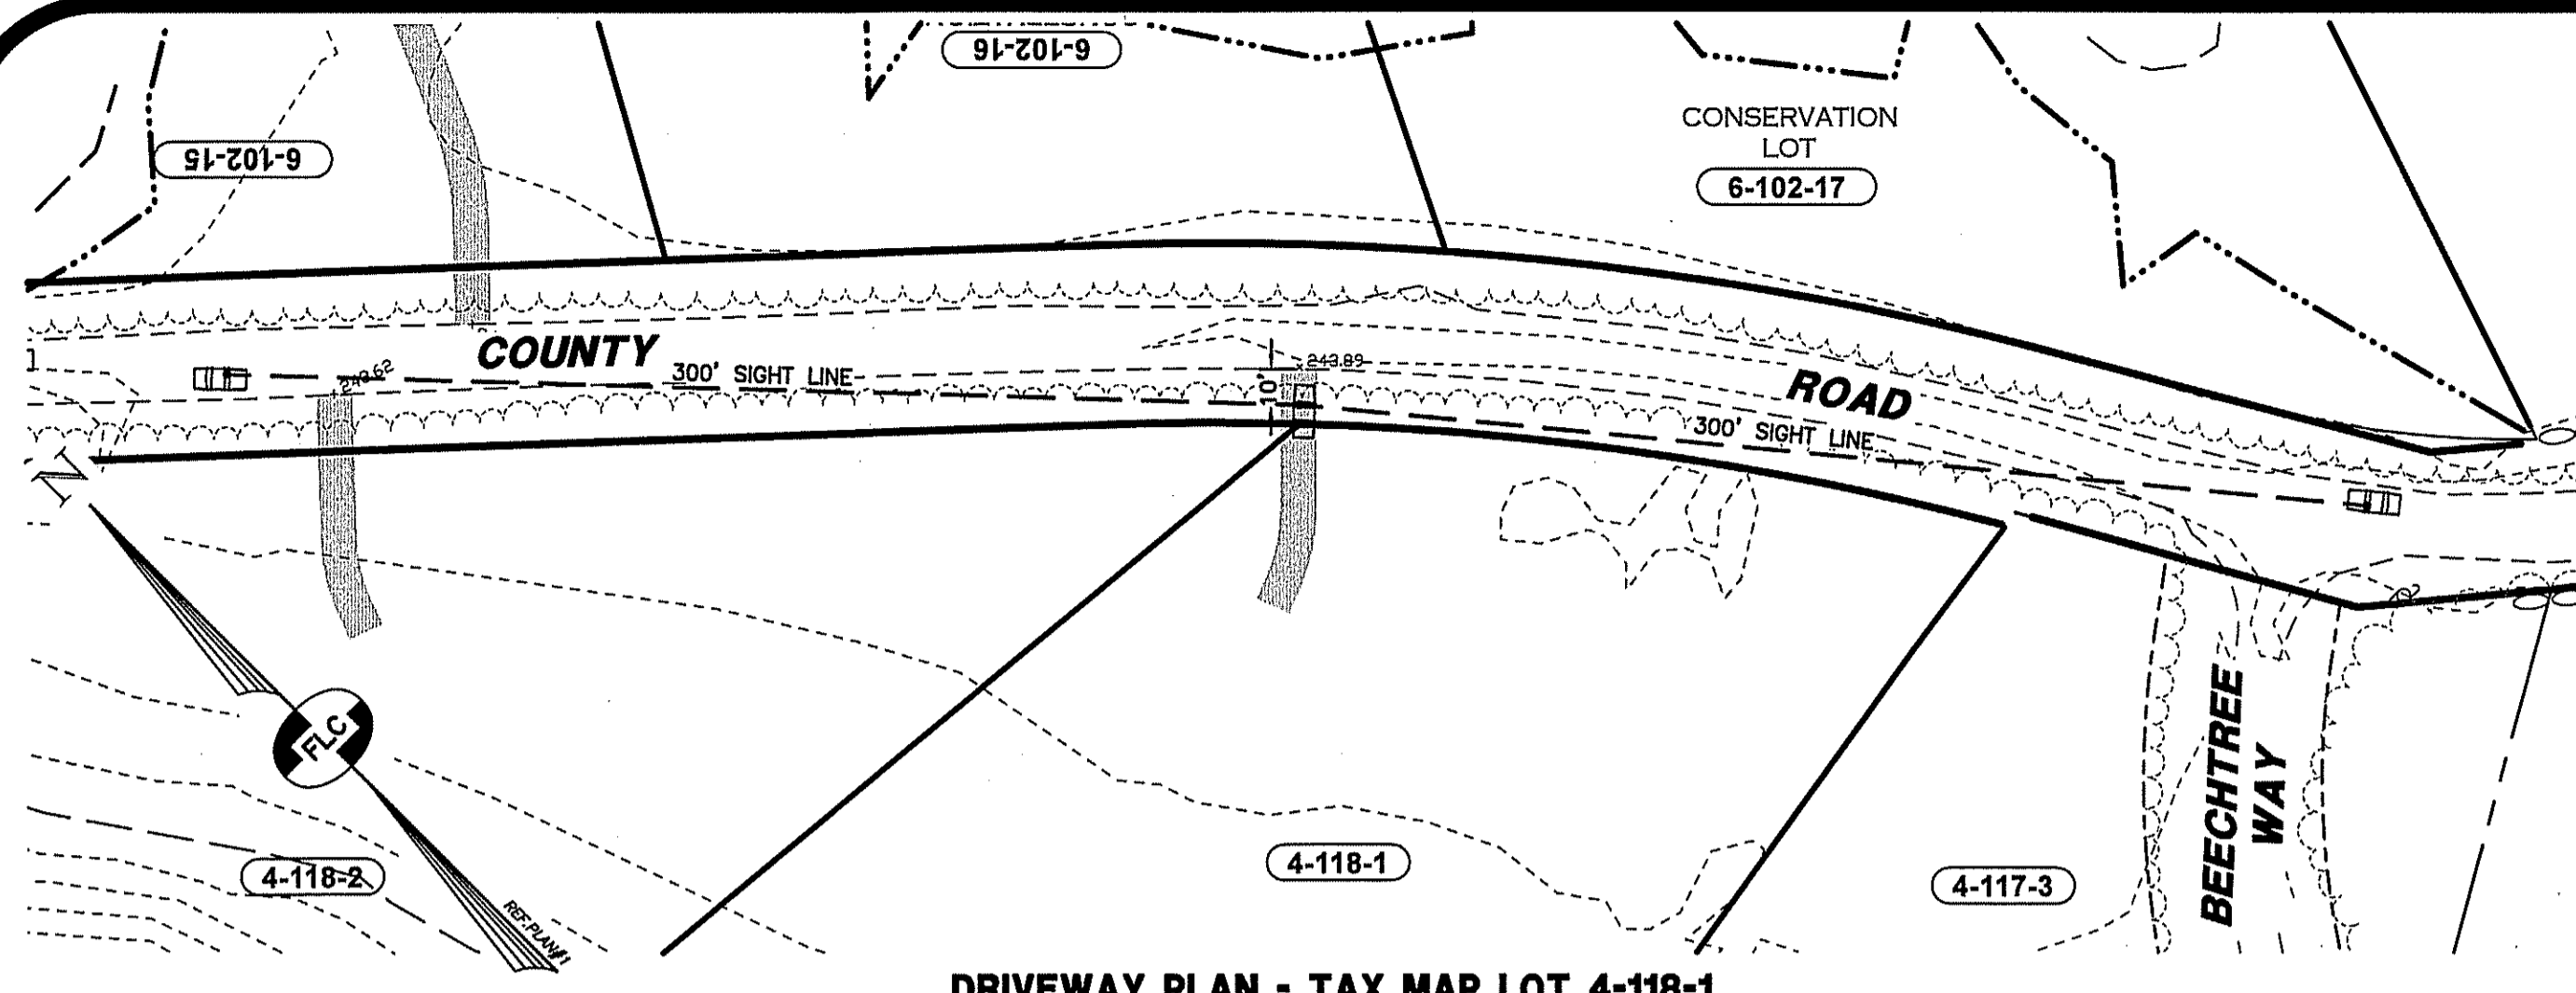 6-102-16
6-102-15
CONSERVATION
LOT
6-102-17
COUNTY
300' SIGHT LINE
243.62
243.89
10'
ROAD
300' SIGHT LINE
N
FLC
REF.PLAN#1
4-118-2
4-118-1
4-117-3
BEECHTREE
WAY
DRIVEWAY PLAN - TAX MAP LOT 4-118-1